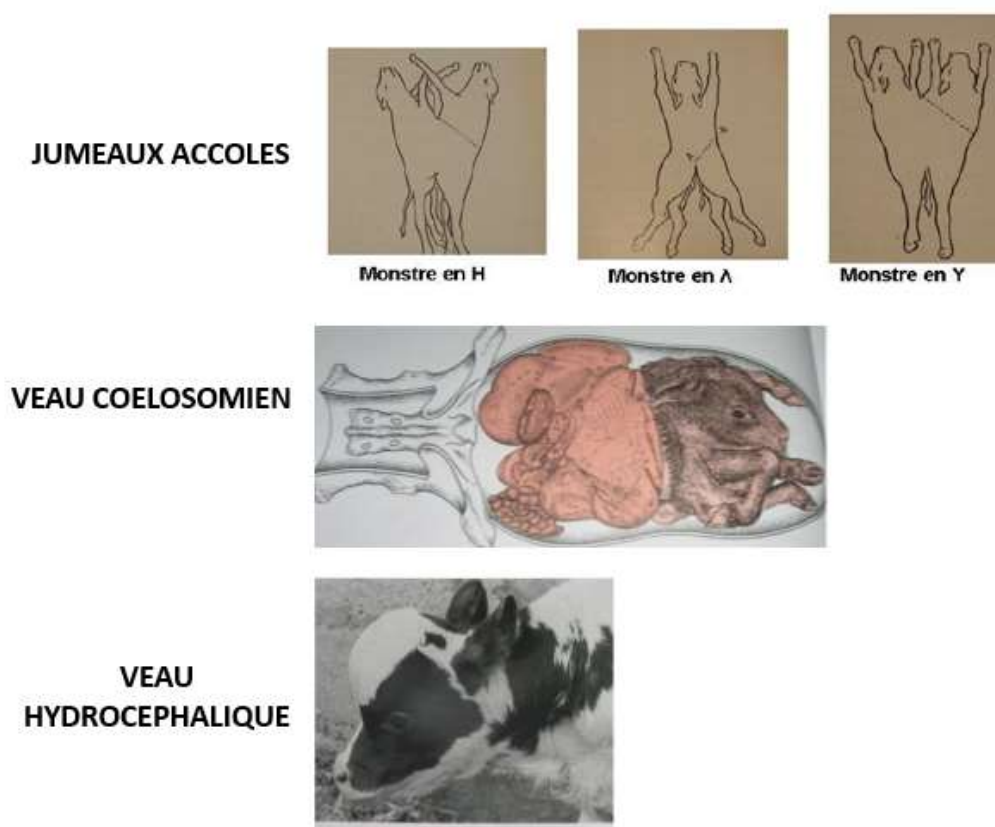 JUMEAUX ACCOLES
Monstre en H
Monstre en Λ
Monstre en Y
VEAU COELOSOMIEN
VEAU
HYDROCEPHALIQUE